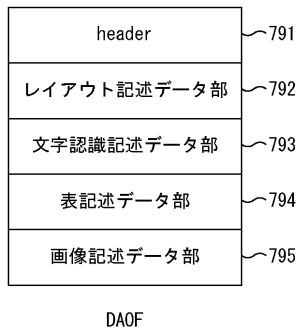 header 791
レイアウト記述データ部 792
文字認識記述データ部 793
表記述データ部 794
画像記述データ部 795
DAOF